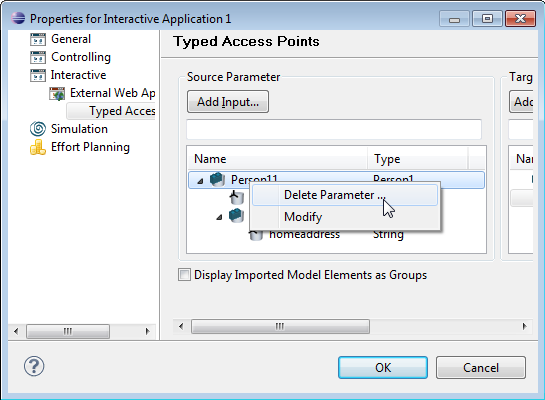 Properties for Interactive Application 1
General
Controlling
Interactive
External Web Ap
Typed Acces
Simulation
Effort Planning
Typed Access Points
Source Parameter
Targ
Add Input...
Add
Name
Type
Na
Person11
Person1
Delete Parameter ...
Modify
homeaddress
String
Display Imported Model Elements as Groups
OK
Cancel